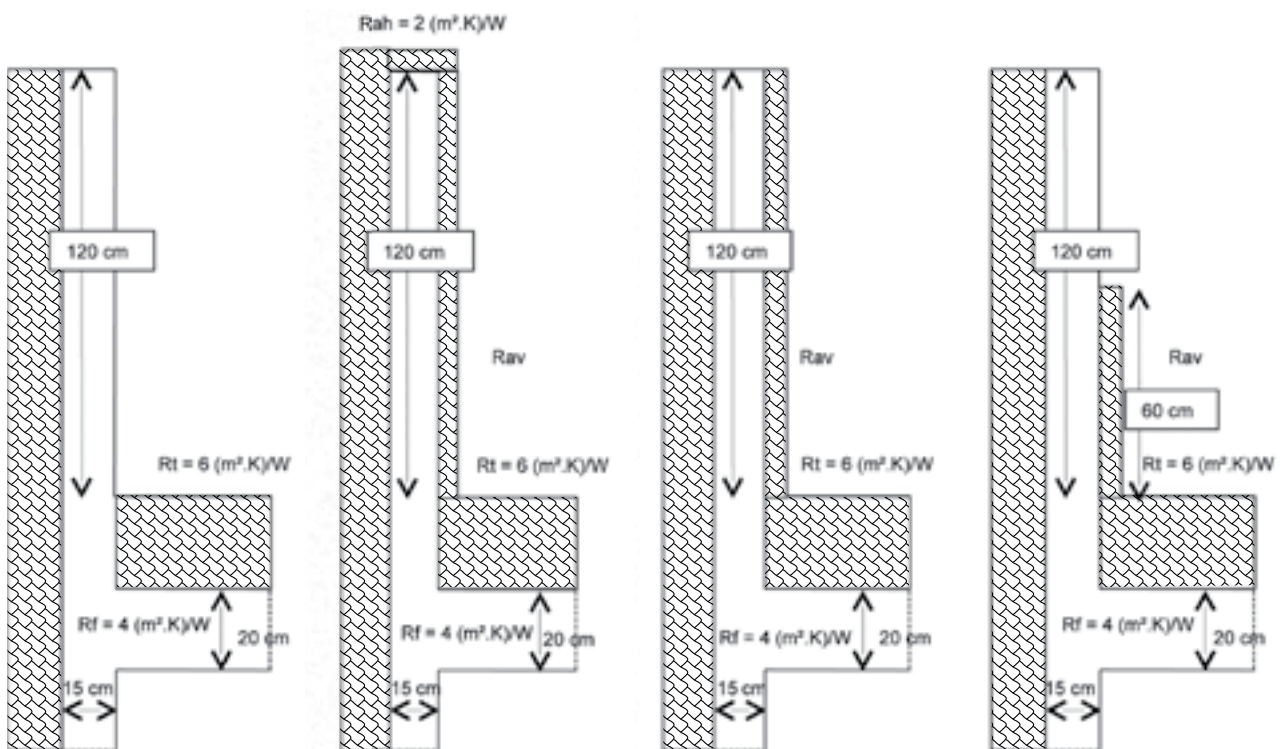 Rah = 2 (m².K)/W
120 cm
120 cm
120 cm
120 cm
Rav
Rav
Rav
60 cm
Rt = 6 (m².K)/W
Rt = 6 (m².K)/W
Rt = 6 (m².K)/W
Rt = 6 (m².K)/W
Rf = 4 (m².K)/W
20 cm
Rf = 4 (m².K)/W
20 cm
Rf = 4 (m².K)/W
20 cm
Rf = 4 (m².K)/W
20 cm
15 cm
15 cm
15 cm
15 cm